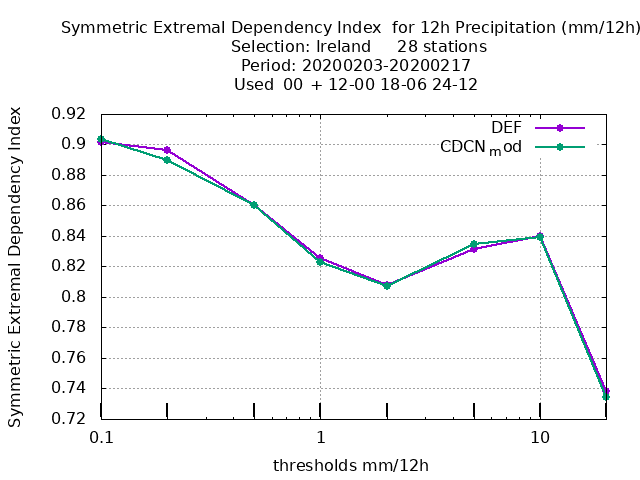 Symmetric Extremal Dependency Index  for 12h Precipitation (mm/12h)
Selection: Ireland     28 stations
Period: 20200203-20200217
Used  00  + 12-00 18-06 24-12
Symmetric Extremal Dependency Index
0.92
0.9
0.88
0.86
0.84
0.82
0.8
0.78
0.76
0.74
0.72
DEF
CDCNmod
0.1 1 10
thresholds mm/12h